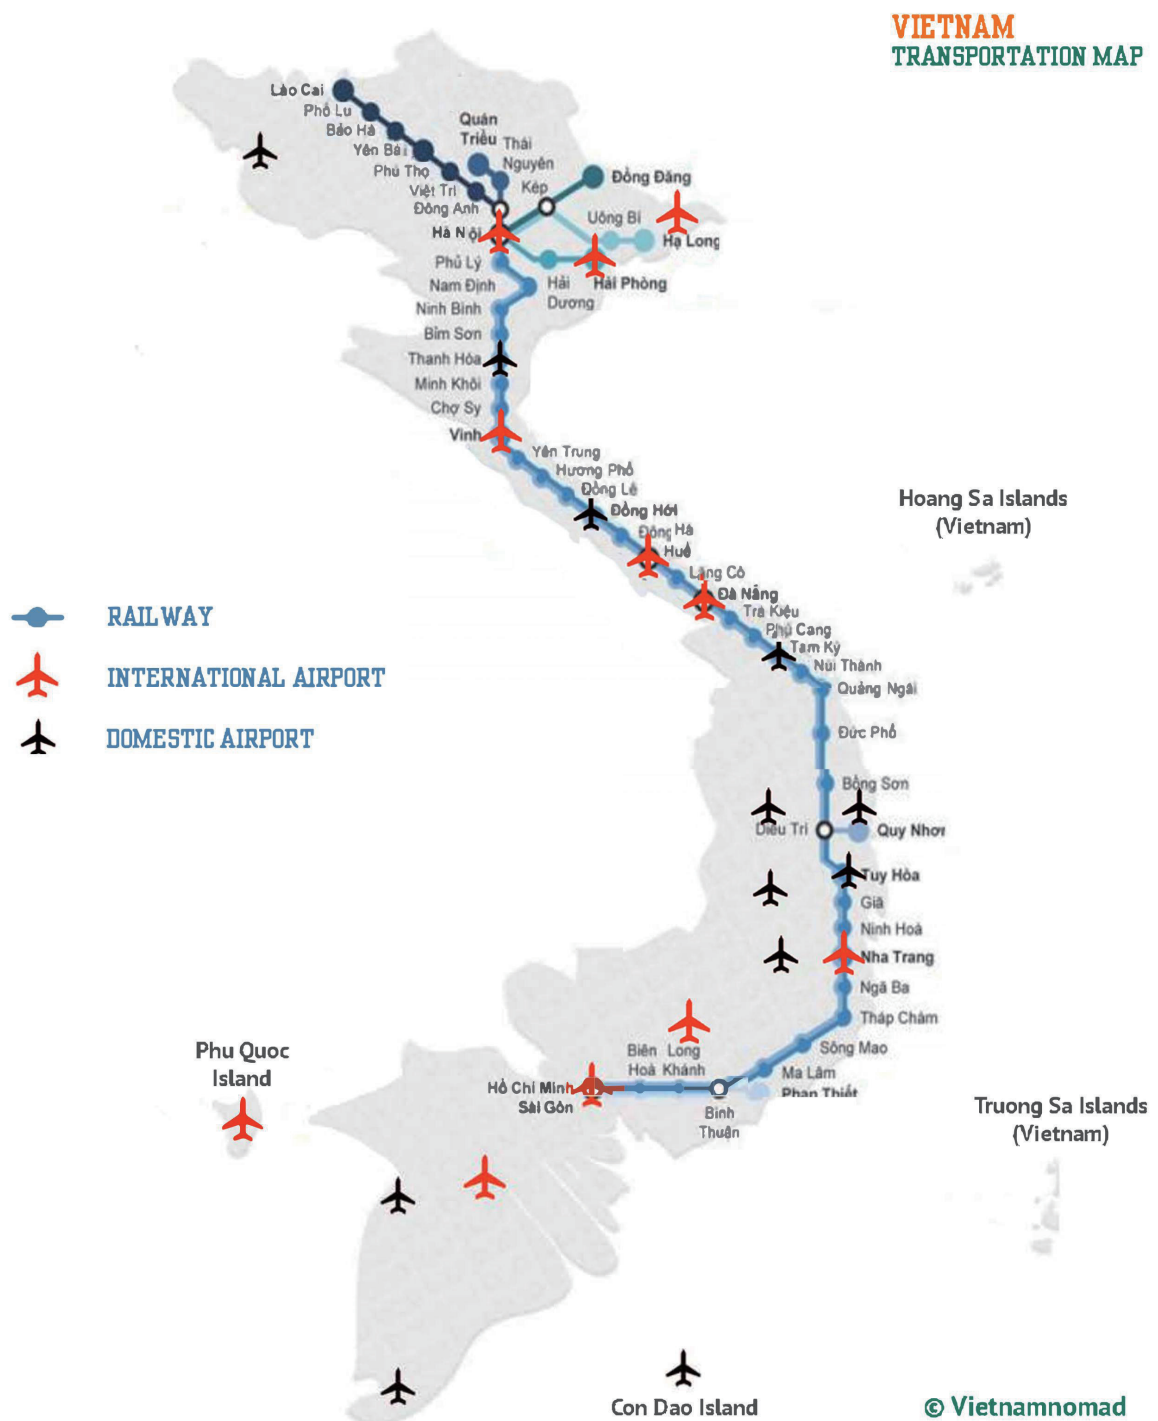 VIETNAM
TRANSPORTATION MAP
Lào Cai
Phố Lu
Bảo Hà
Yên Bái
Phú Thọ
Việt Trì
Đông Anh
Quán
Triều
Thái
Nguyên
Kép
Đồng Đăng
Uông Bí
Hạ Long
Hà Nội
Hải Phòng
Hải
Dương
Phủ Lý
Nam Định
Ninh Bình
Bỉm Sơn
Thanh Hóa
Minh Khôi
Chợ Sy
Vinh
Yên Trung
Hương Phố
Đồng Lê
Đồng Hới
Đông Hà
Huế
Lăng Cô
Đà Nẵng
Trà Kiệu
Phú Cang
Tam Kỳ
Núi Thành
Quảng Ngãi
Đức Phổ
Bồng Sơn
Diêu Trì
Quy Nhơn
Tuy Hòa
Giã
Ninh Hoà
Nha Trang
Ngã Ba
Tháp Chàm
Sông Mao
Ma Lâm
Phan Thiết
Bình
Thuận
Long
Khánh
Biên
Hoà
Hồ Chí Minh
Sài Gòn
Hoang Sa Islands
(Vietnam)
RAILWAY
INTERNATIONAL AIRPORT
DOMESTIC AIRPORT
Phu Quoc
Island
Truong Sa Islands
(Vietnam)
Con Dao Island
© Vietnamnomad